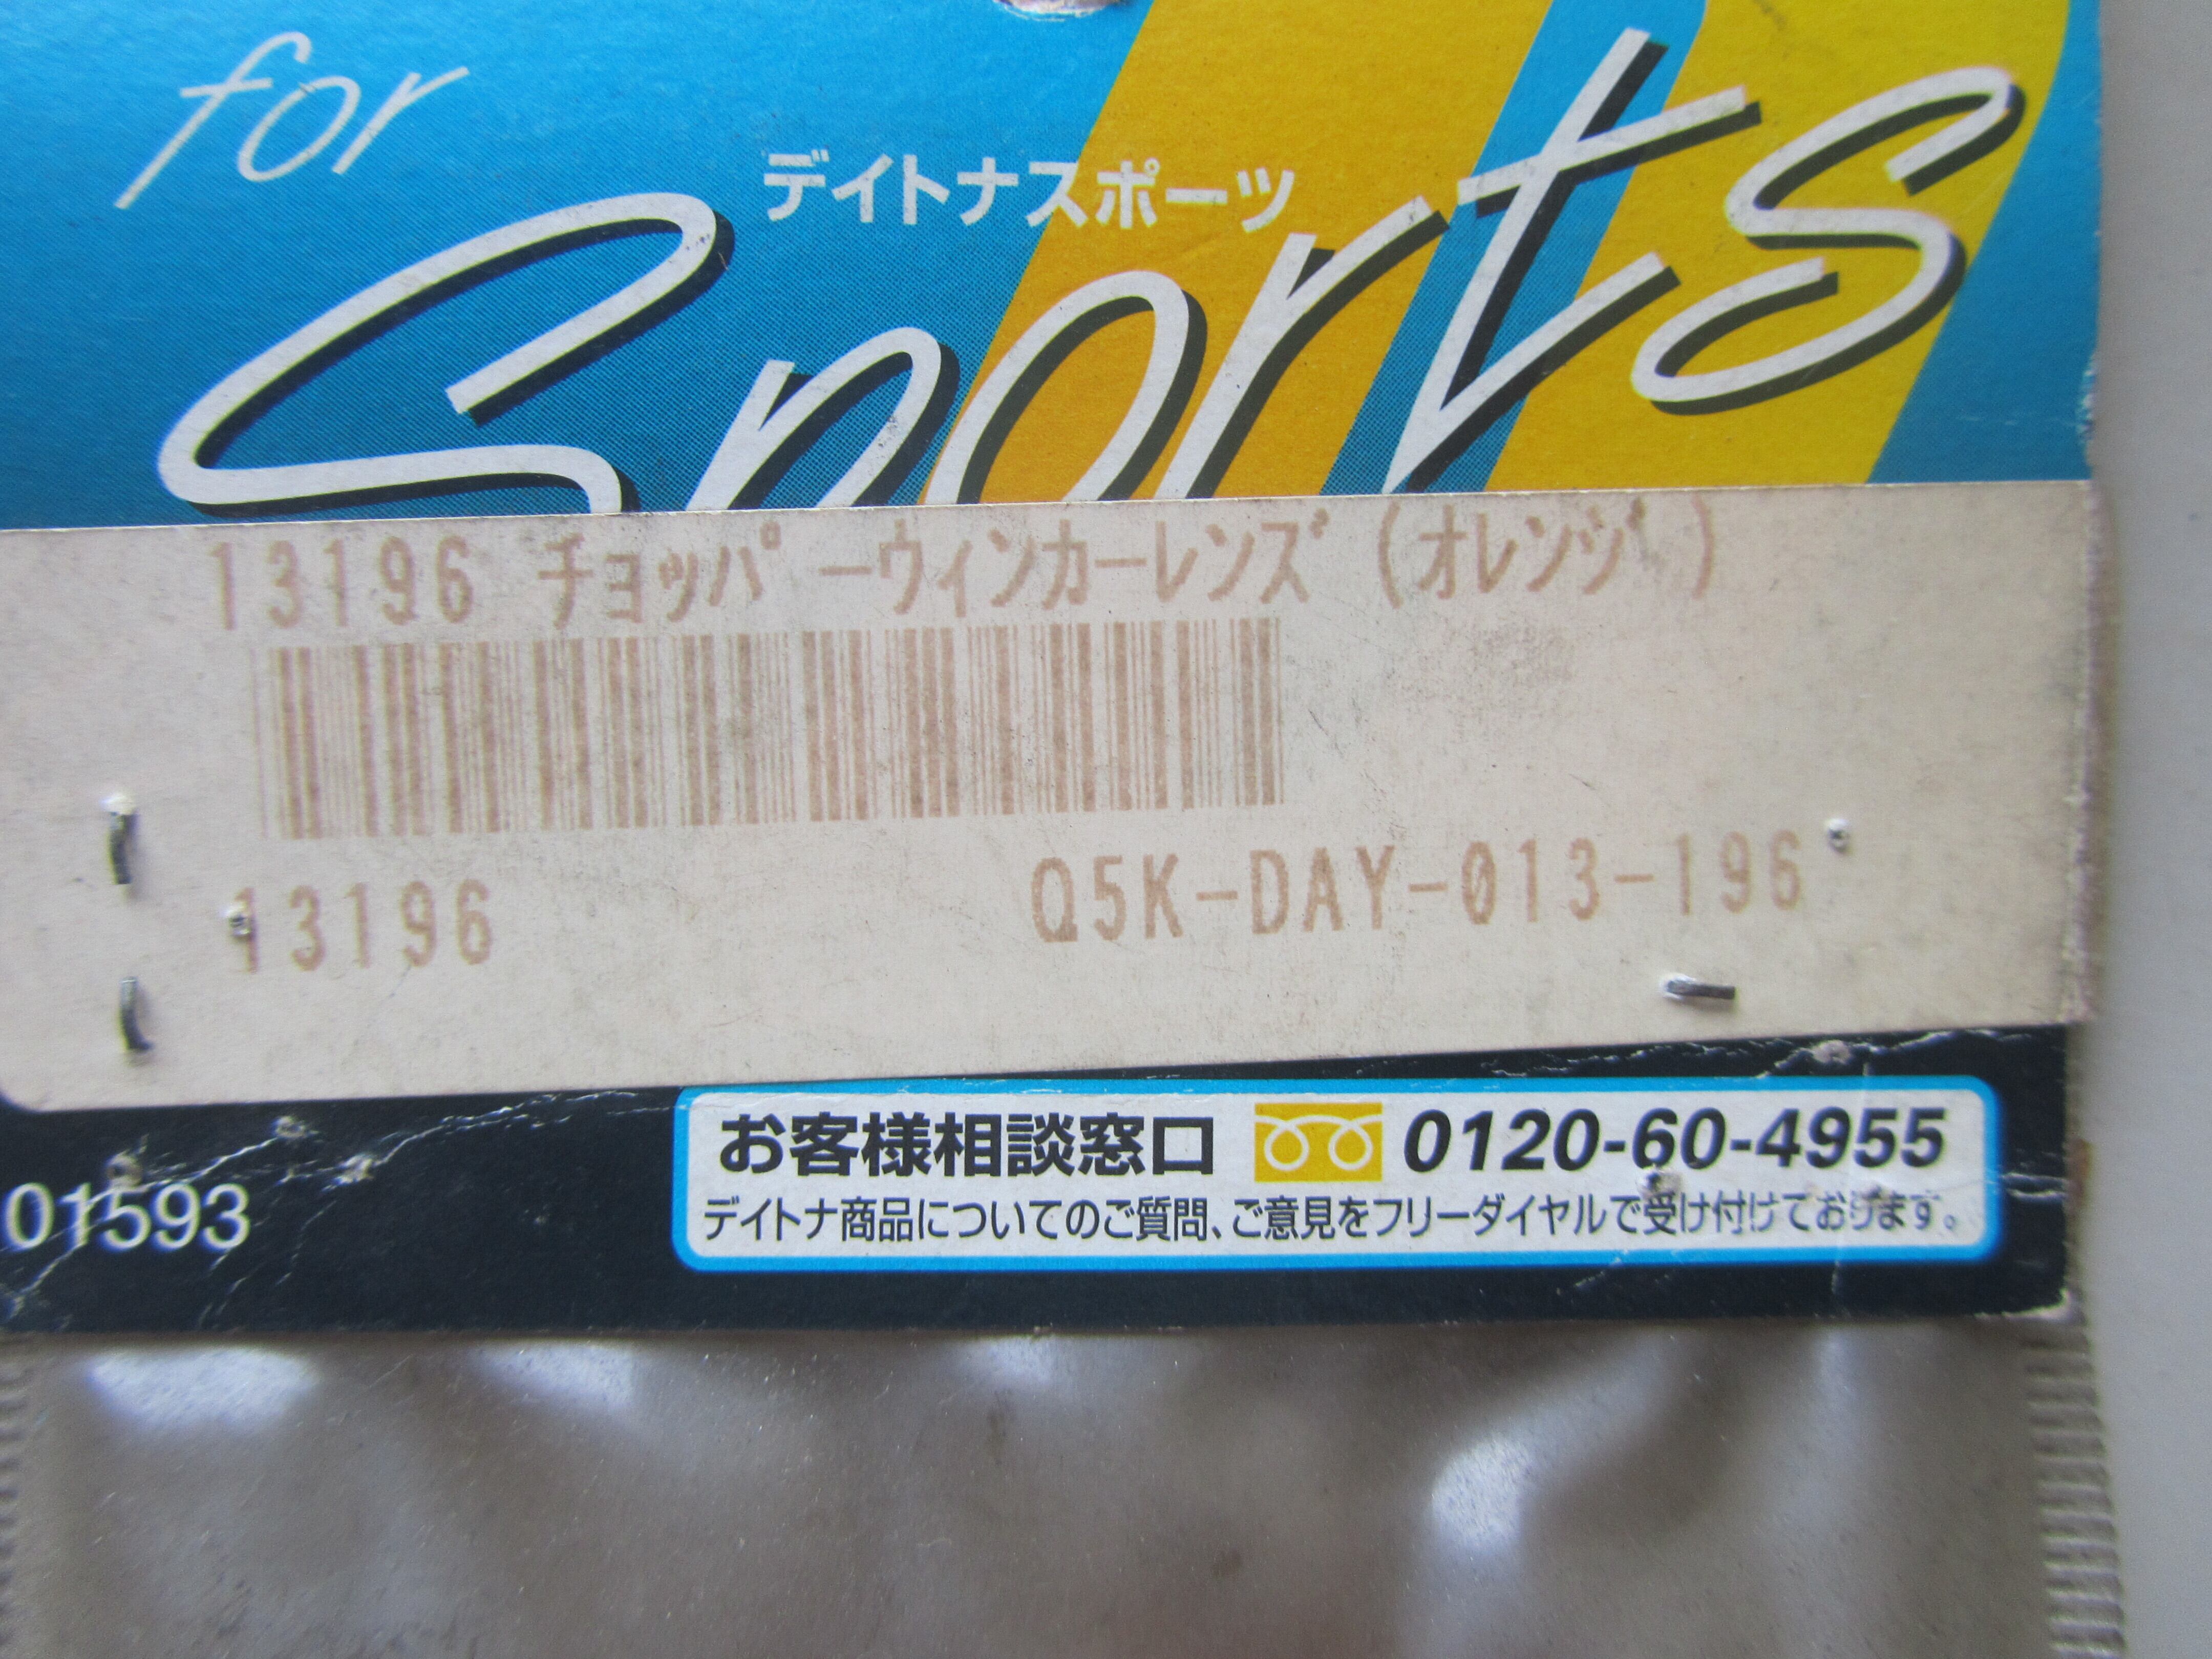 for
デイトナスポーツ
Sports
13196 チョッパーウィンカーレンズ(オレンジ)
13196 Q5K-DAY-013-196
お客様相談窓口 0120-60-4955
デイトナ商品についてのご質問、ご意見をフリーダイヤルで受け付けております。
01593